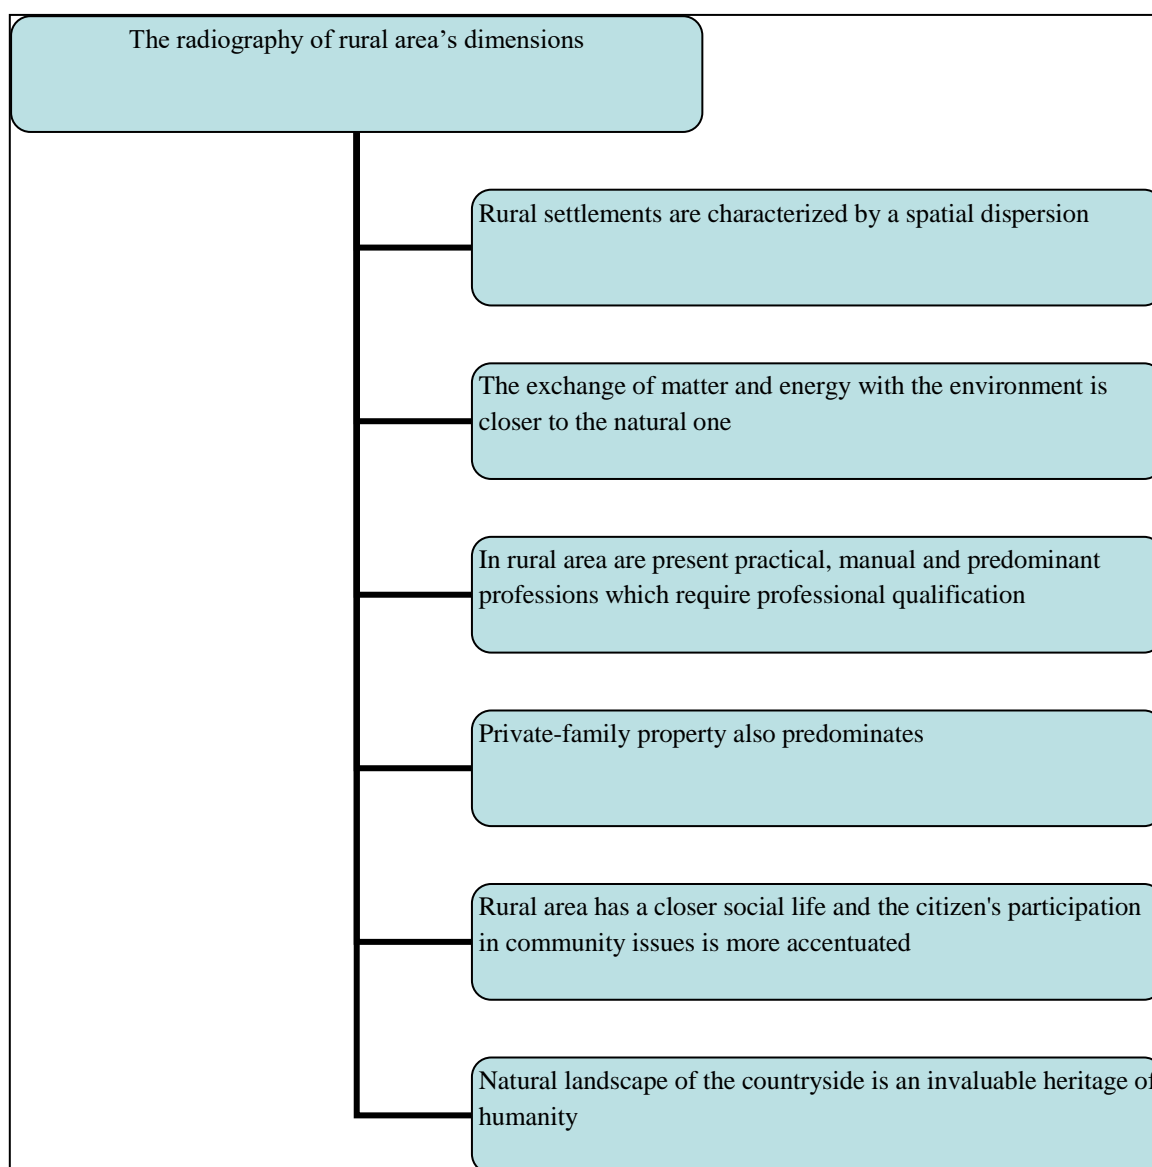 The radiography of rural area’s dimensions
Rural settlements are characterized by a spatial dispersion
The exchange of matter and energy with the environment is
closer to the natural one
In rural area are present practical, manual and predominant
professions which require professional qualification
Private-family property also predominates
Rural area has a closer social life and the citizen's participation
in community issues is more accentuated
Natural landscape of the countryside is an invaluable heritage of
humanity